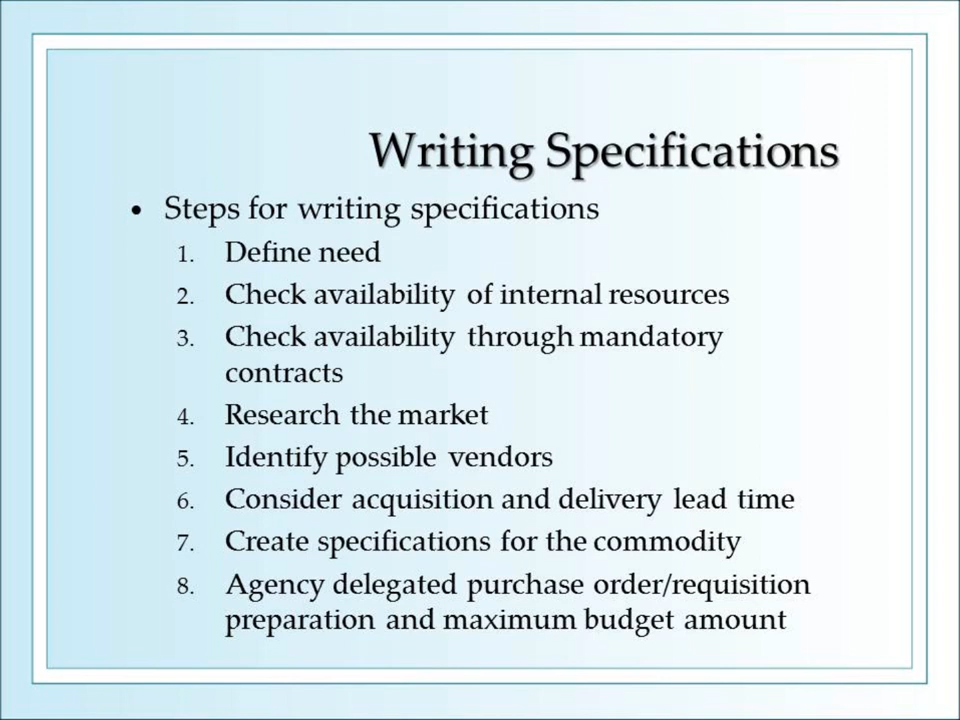 Writing Specifications
• Steps for writing specifications
1. Define need
2. Check availability of internal resources
3. Check availability through mandatory
contracts
4. Research the market
5. Identify possible vendors
6. Consider acquisition and delivery lead time
7. Create specifications for the commodity
8. Agency delegated purchase order/requisition
preparation and maximum budget amount